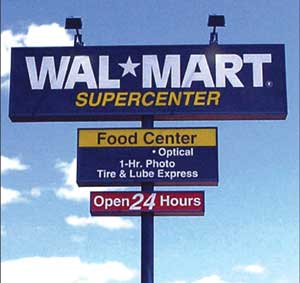 WAL★MART®
SUPERCENTER
Food Center
• Optical
1-Hr. Photo
Tire & Lube Express
Open 24 Hours